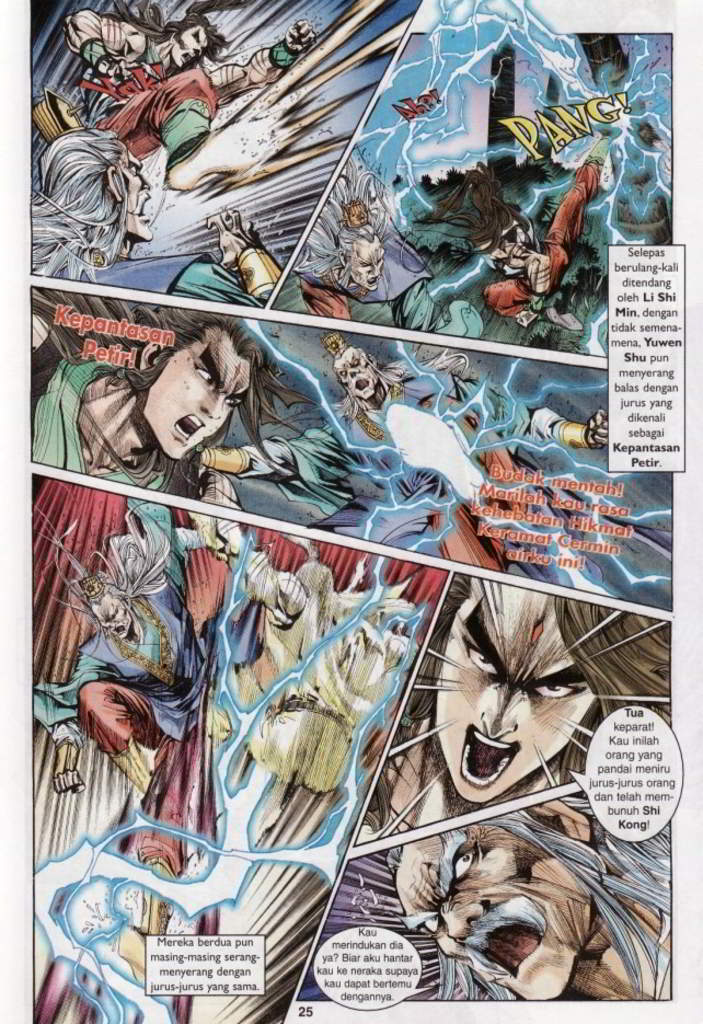 PANG!
Selepas
berulang-kali
ditendang
oleh Li Shi
Min, dengan
tidak semena-
mena, Yuwen
Shu pun
menyerang
balas dengan
jurus yang
dikenali
sebagai
Kepantasan
Petir.
Kepantasan
Petir!
Budak mentah!
Marilah kau rasa
kehebatan Hikmat
Keramat Cermin
airku ini!
Tua
keparat!
Kau inilah
orang yang
pandai meniru
jurus-jurus orang
dan telah mem-
bunuh Shi
Kong!
Mereka berdua pun
masing-masing serang-
menyerang dengan
jurus-jurus yang sama.
Kau
merindukan dia
ya? Biar aku hantar
kau ke neraka supaya
kau dapat bertemu
dengannya.
25